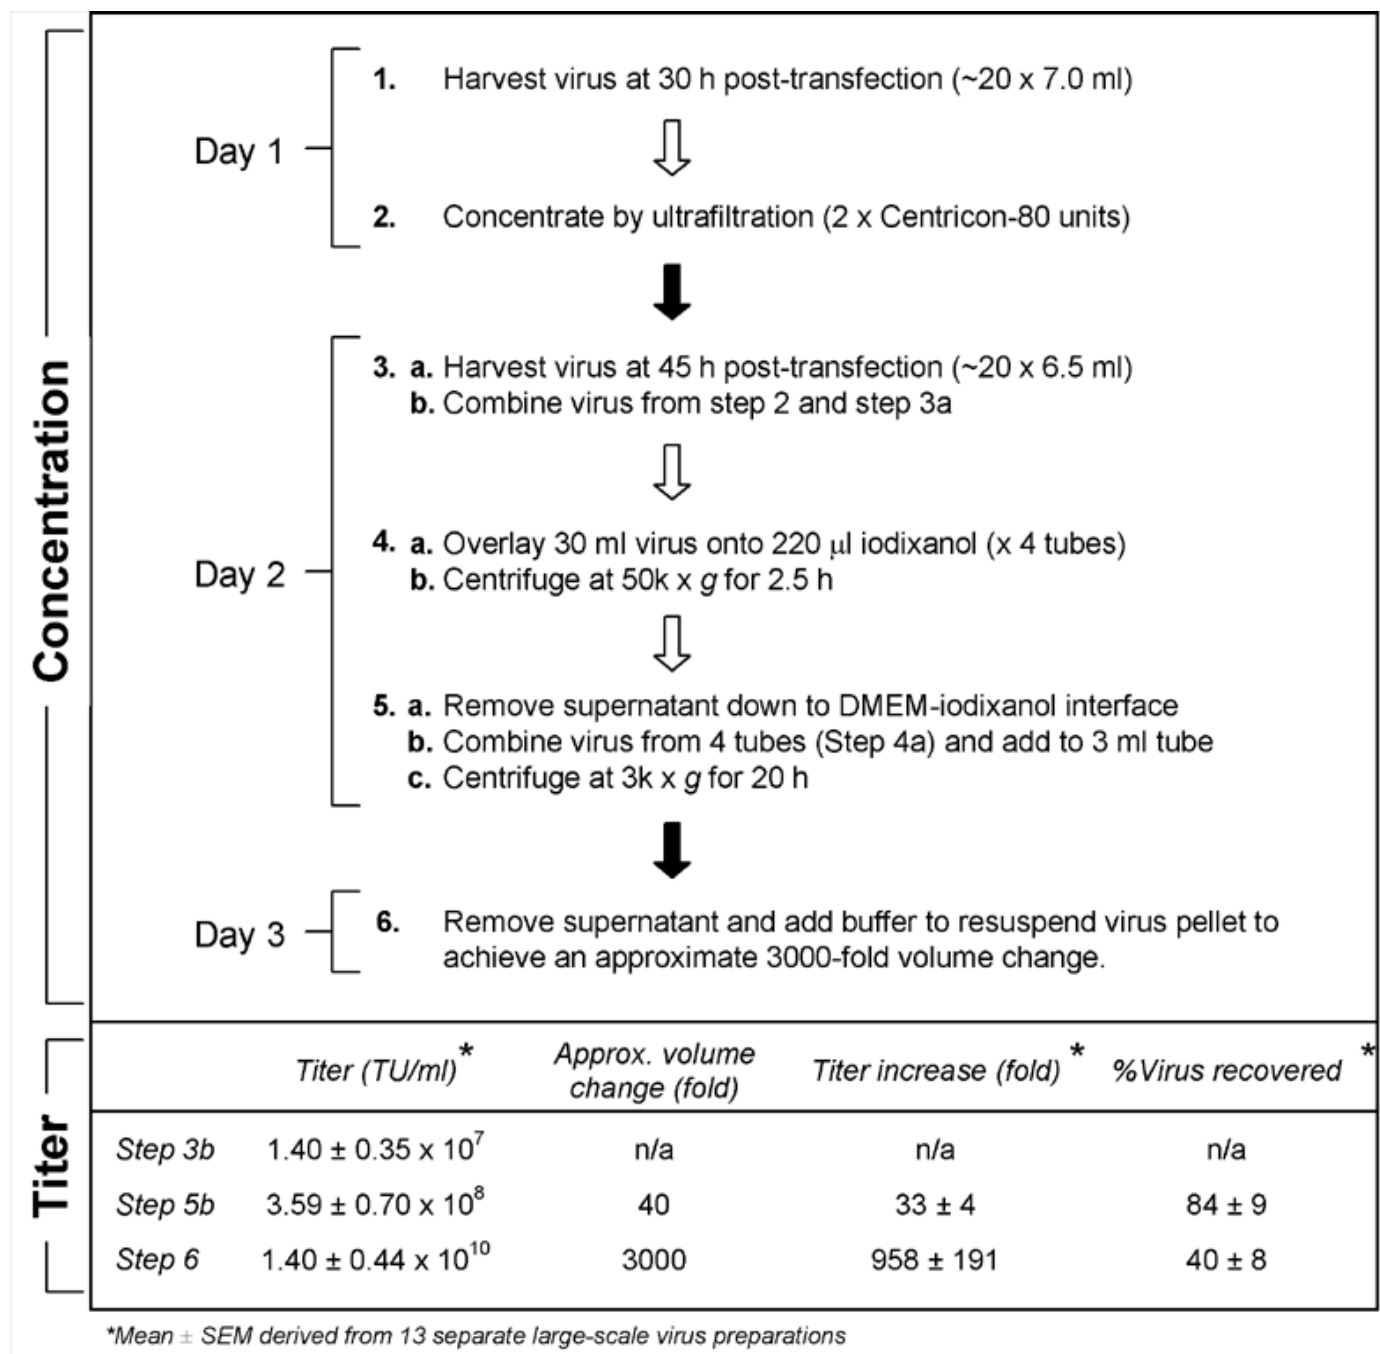 Concentration
Day 1
1. Harvest virus at 30 h post-transfection (~20 x 7.0 ml)
2. Concentrate by ultrafiltration (2 x Centricon-80 units)
Day 2
3. a. Harvest virus at 45 h post-transfection (~20 x 6.5 ml)
b. Combine virus from step 2 and step 3a
4. a. Overlay 30 ml virus onto 220 μl iodixanol (x 4 tubes)
b. Centrifuge at 50k x g for 2.5 h
5. a. Remove supernatant down to DMEM-iodixanol interface
b. Combine virus from 4 tubes (Step 4a) and add to 3 ml tube
c. Centrifuge at 3k x g for 20 h
Day 3
6. Remove supernatant and add buffer to resuspend virus pellet to
achieve an approximate 3000-fold volume change.
Titer
Titer (TU/ml)* Approx. volume change (fold) Titer increase (fold)* %Virus recovered*
Step 3b 1.40 ± 0.35 x 10⁷ n/a n/a n/a
Step 5b 3.59 ± 0.70 x 10⁸ 40 33 ± 4 84 ± 9
Step 6 1.40 ± 0.44 x 10¹⁰ 3000 958 ± 191 40 ± 8
*Mean ± SEM derived from 13 separate large-scale virus preparations